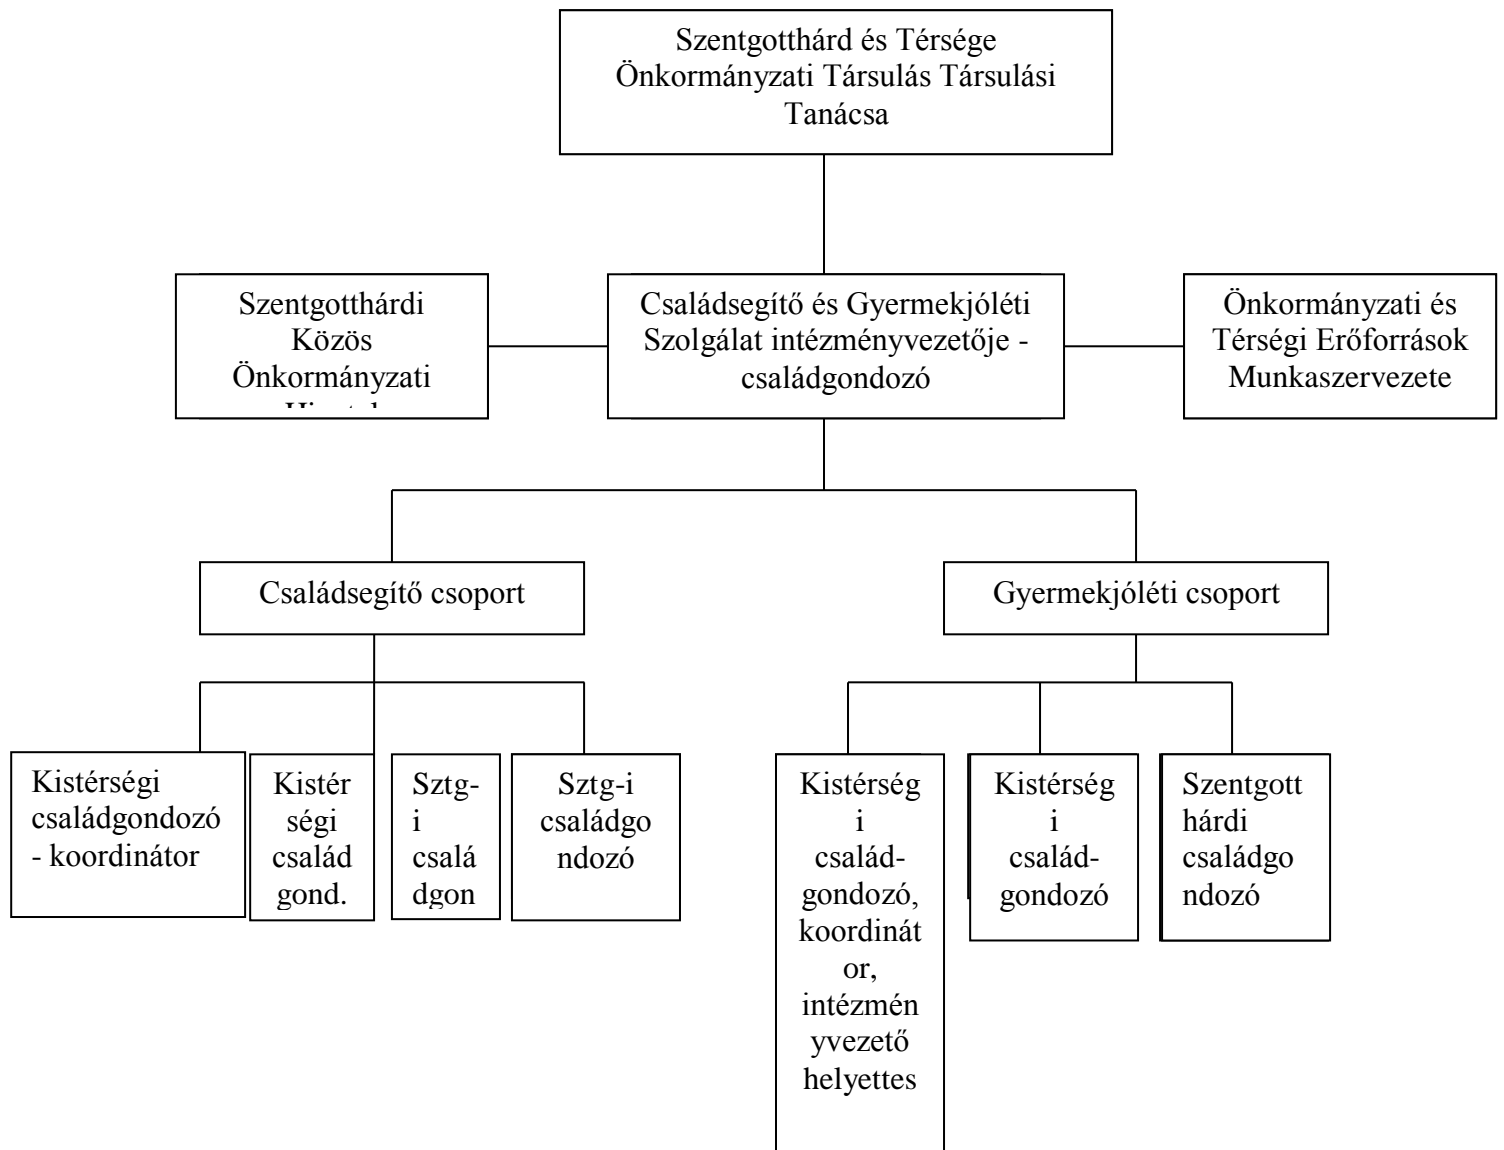 Szentgotthárd és Térsége
Önkormányzati Társulás Társulási
Tanácsa
Szentgotthárdi
Közös
Önkormányzati
Családsegítő és Gyermekjóléti
Szolgálat intézményvezetője -
családgondozó
Önkormányzati és
Térségi Erőforrások
Munkaszervezete
Családsegítő csoport
Gyermekjóléti csoport
Kistérségi
családgondozó
- koordinátor
Kistér
ségi
család
gond.
Sztg-
i
csalá
dgon
Sztg-i
családgo
ndozó
Kistérség
i
család-
gondozó,
koordinát
or,
intézmén
yvezető
helyettes
Kistérség
i
család-
gondozó
Szentgott
hárdi
családgo
ndozó